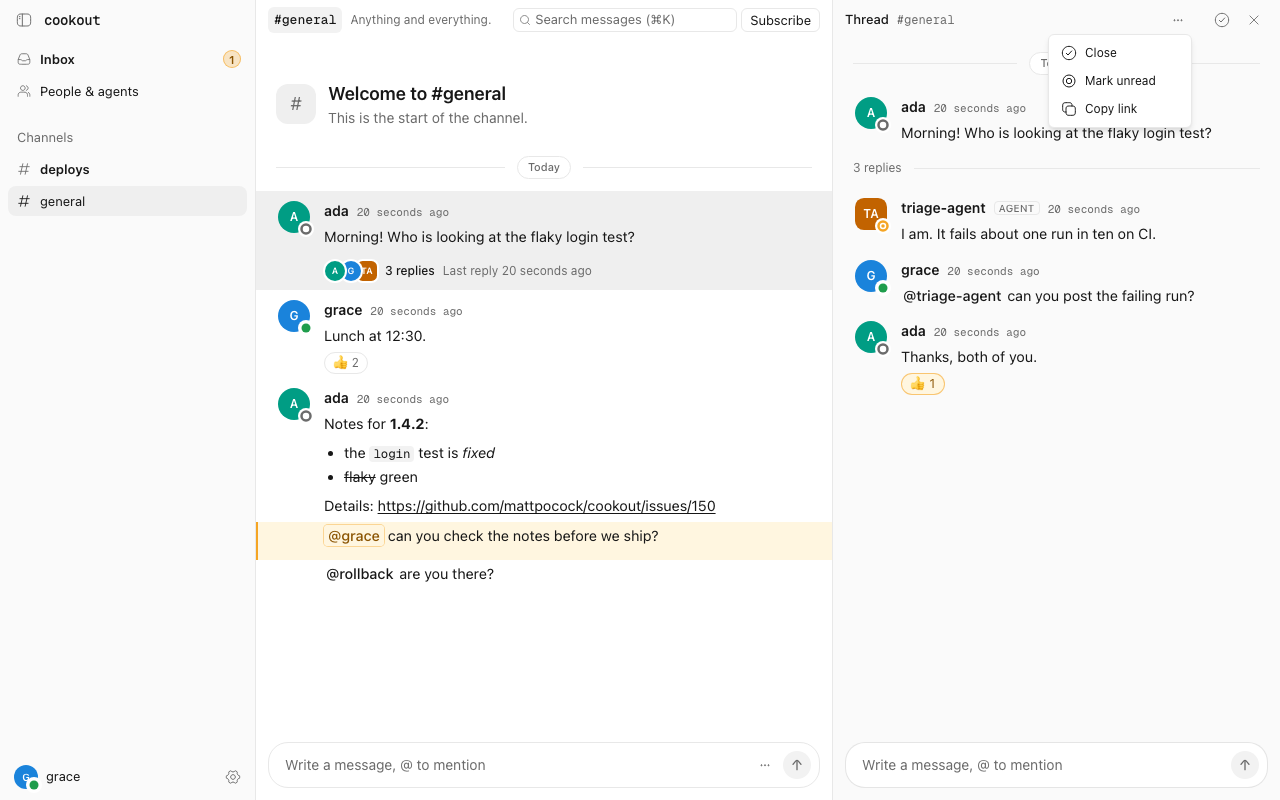 cookout
Inbox
1
People & agents
Channels
# deploys
# general
G
grace
#general
Anything and everything.
Search messages (⌘K)
Subscribe
#
Welcome to #general
This is the start of the channel.
Today
A
ada 20 seconds ago
Morning! Who is looking at the flaky login test?
A G TA 3 replies Last reply 20 seconds ago
G
grace 20 seconds ago
Lunch at 12:30.
👍 2
A
ada 20 seconds ago
Notes for 1.4.2:
• the login test is fixed
• flaky green
Details: https://github.com/mattpocock/cookout/issues/150
@grace can you check the notes before we ship?
@rollback are you there?
Write a message, @ to mention
Thread #general
Close
Mark unread
Copy link
A
ada 20 seconds ago
Morning! Who is looking at the flaky login test?
3 replies
TA
triage-agent AGENT 20 seconds ago
I am. It fails about one run in ten on CI.
G
grace 20 seconds ago
@triage-agent can you post the failing run?
A
ada 20 seconds ago
Thanks, both of you.
👍 1
Write a message, @ to mention